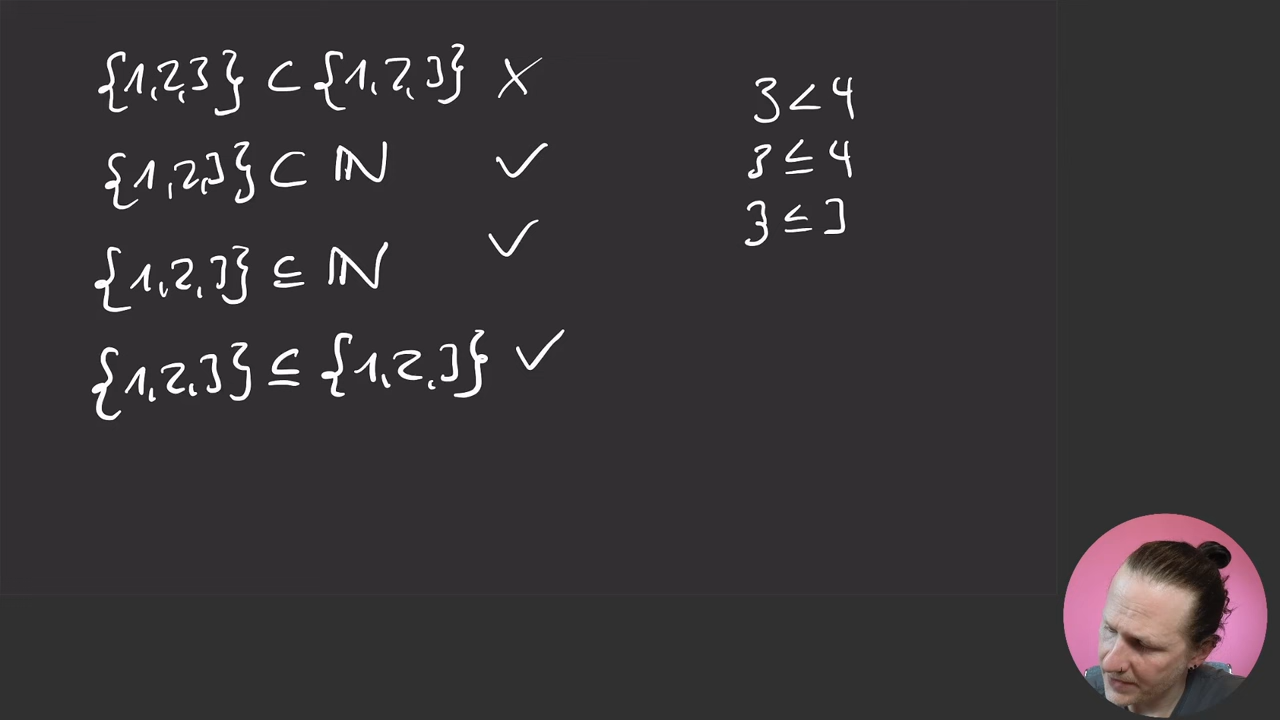 {1,2,3} ⊂ {1,2,3} ✗
{1,2,3} ⊂ ℕ ✓
{1,2,3} ⊆ ℕ ✓
{1,2,3} ⊆ {1,2,3} ✓
3 < 4
3 ≤ 4
3 ≤ 3